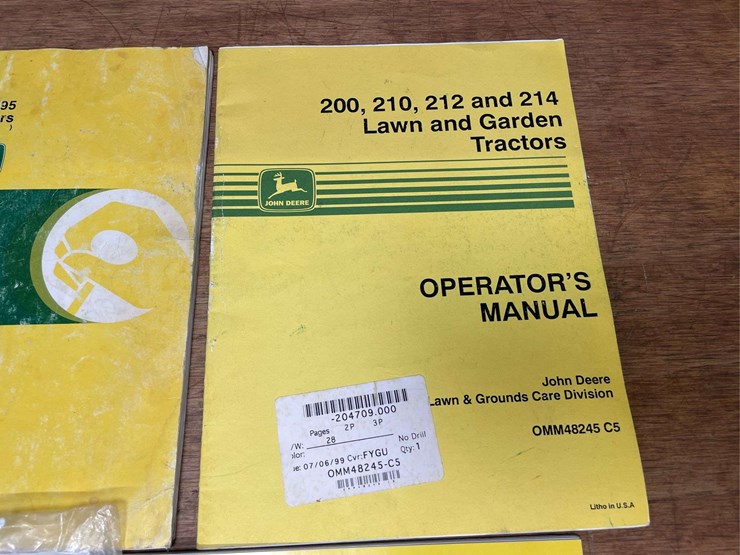 95
rs
)
200, 210, 212 and 214
Lawn and Garden
Tractors
JOHN DEERE
OPERATOR'S
MANUAL
John Deere
Lawn & Grounds Care Division
OMM48245 C5
Litho in U.S.A
-204709.000
Pages 2P 3P
/W: 28 No Drill
olor: Qty: 1
e: 07/06/99 Cvr:FYGU
OMM48245-C5